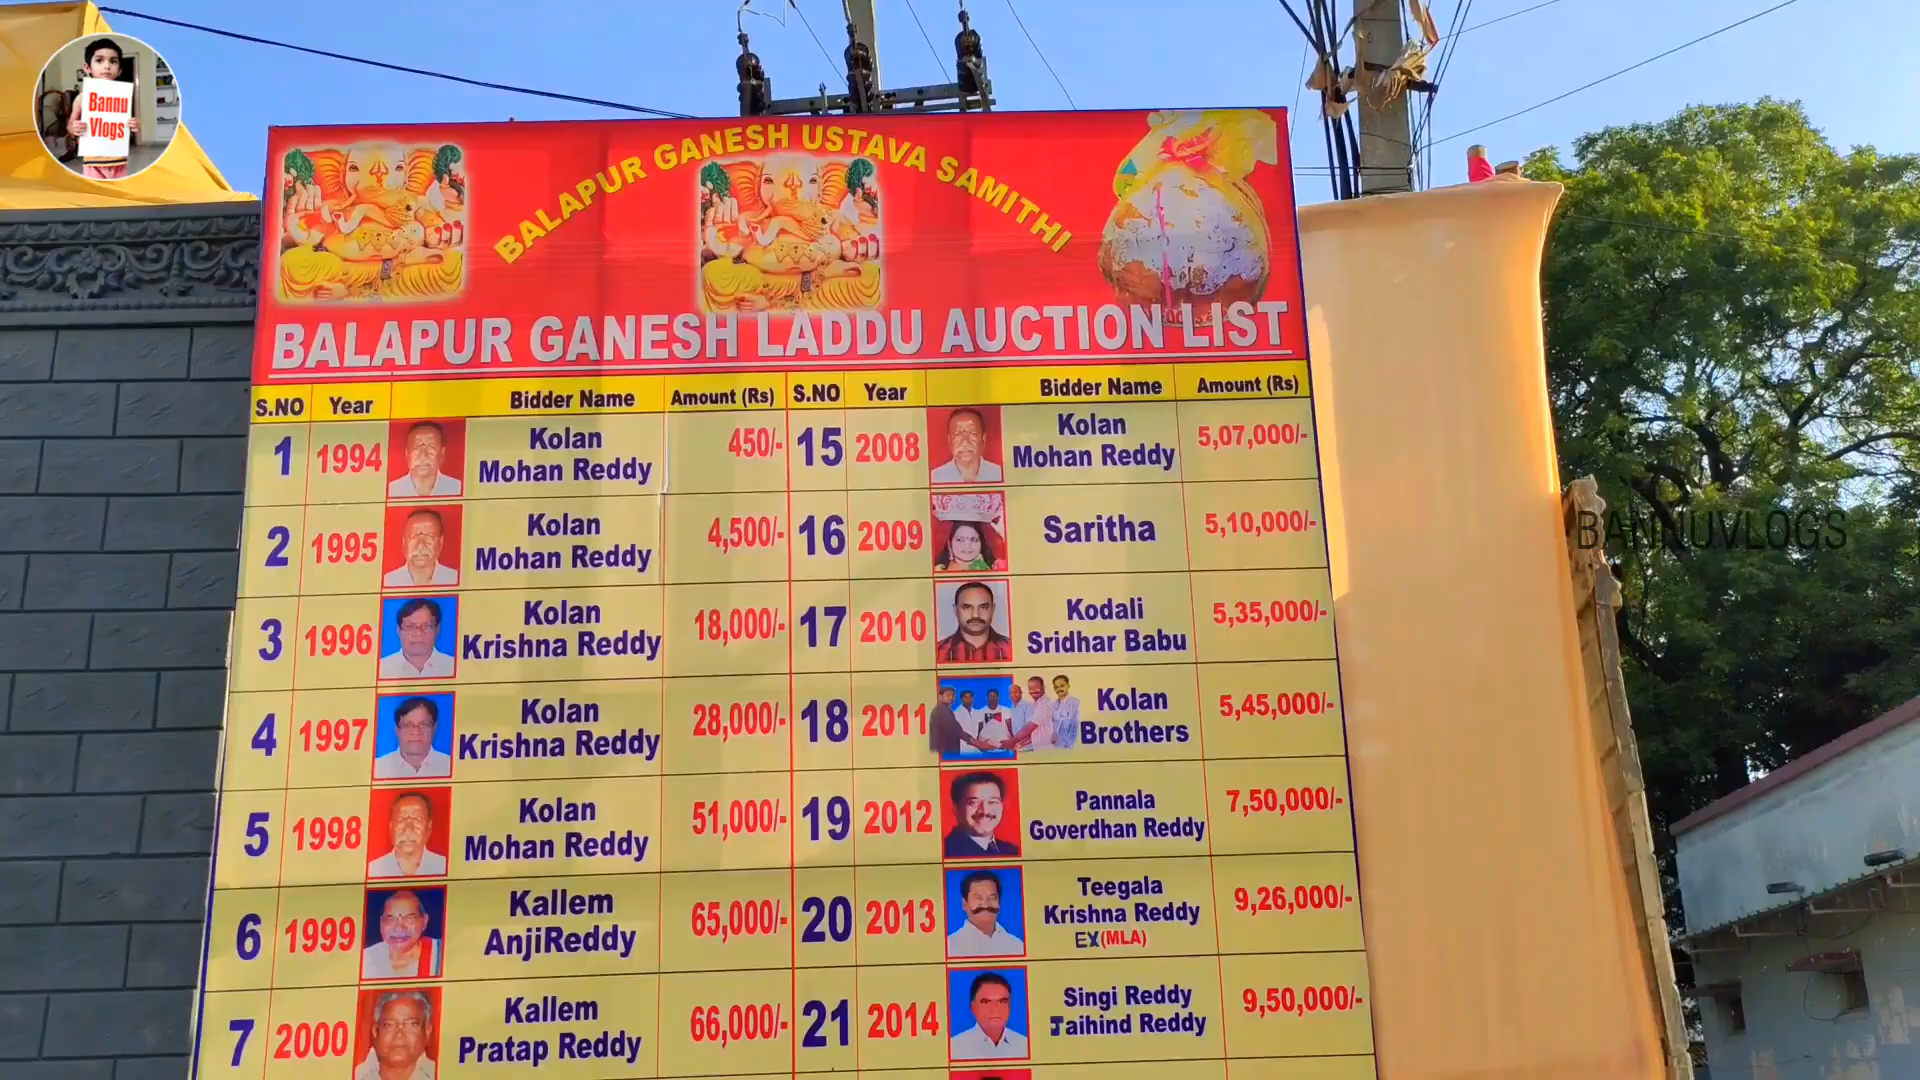 Bannu
Vlogs
BALAPUR GANESH USTAVA SAMITHI
BALAPUR GANESH LADDU AUCTION LIST
S.NO Year Bidder Name Amount (Rs) S.NO Year Bidder Name Amount (Rs)
1 1994 Kolan Mohan Reddy 450/- 15 2008 Kolan Mohan Reddy 5,07,000/-
2 1995 Kolan Mohan Reddy 4,500/- 16 2009 Saritha 5,10,000/-
3 1996 Kolan Krishna Reddy 18,000/- 17 2010 Kodali Sridhar Babu 5,35,000/-
4 1997 Kolan Krishna Reddy 28,000/- 18 2011 Kolan Brothers 5,45,000/-
5 1998 Kolan Mohan Reddy 51,000/- 19 2012 Pannala Goverdhan Reddy 7,50,000/-
6 1999 Kallem AnjiReddy 65,000/- 20 2013 Teegala Krishna Reddy EX(MLA) 9,26,000/-
7 2000 Kallem Pratap Reddy 66,000/- 21 2014 Singi Reddy Jaihind Reddy 9,50,000/-
BANNUVLOGS